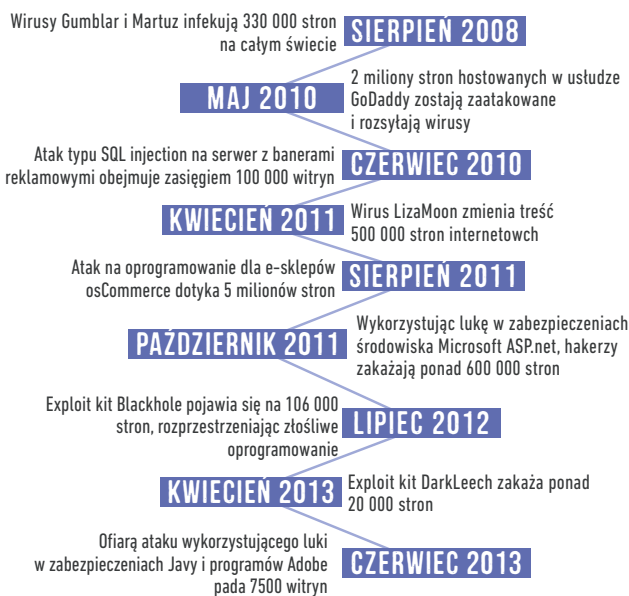 Wirusy Gumblar i Martuz infekują 330 000 stron
na całym świecie
SIERPIEŃ 2008
MAJ 2010
2 miliony stron hostowanych w usłudze
GoDaddy zostają zaatakowane
i rozsyłają wirusy
Atak typu SQL injection na serwer z banerami
reklamowymi obejmuje zasięgiem 100 000 witryn
CZERWIEC 2010
KWIECIEŃ 2011
Wirus LizaMoon zmienia treść
500 000 stron internetowch
Atak na oprogramowanie dla e-sklepów
osCommerce dotyka 5 milionów stron
SIERPIEŃ 2011
PAŹDZIERNIK 2011
Wykorzystując lukę w zabezpieczeniach
środowiska Microsoft ASP.net, hakerzy
zakażają ponad 600 000 stron
Exploit kit Blackhole pojawia się na 106 000
stron, rozprzestrzeniając złośliwe
oprogramowanie
LIPIEC 2012
KWIECIEŃ 2013
Exploit kit DarkLeech zakaża ponad
20 000 stron
Ofiarą ataku wykorzystującego luki
w zabezpieczeniach Javy i programów Adobe
pada 7500 witryn
CZERWIEC 2013